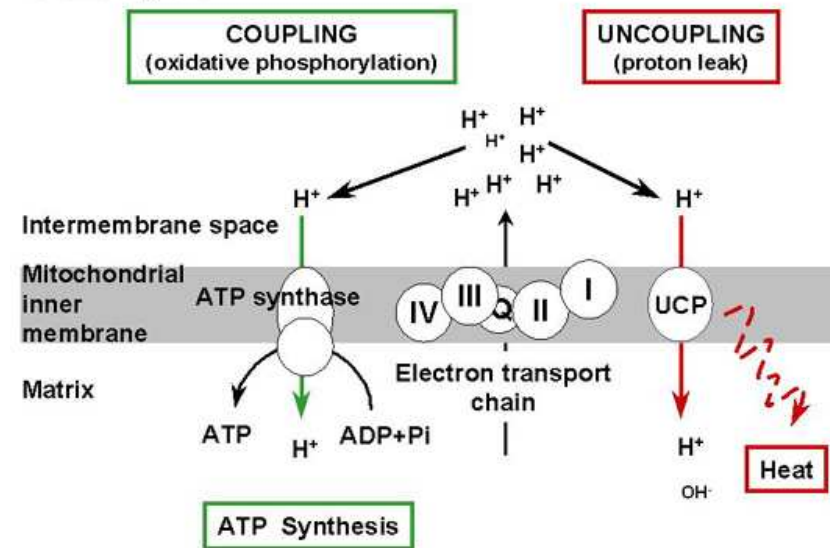 COUPLING
(oxidative phosphorylation)
UNCOUPLING
(proton leak)
H⁺ H⁺
H⁺
H⁺
H⁺ H⁺ H⁺
H⁺
H⁺
Intermembrane space
Mitochondrial
inner
membrane
ATP synthase
IV III Q II I
UCP
Matrix
Electron transport
chain
ATP
H⁺
ADP+Pi
H⁺
OH⁻
Heat
ATP Synthesis